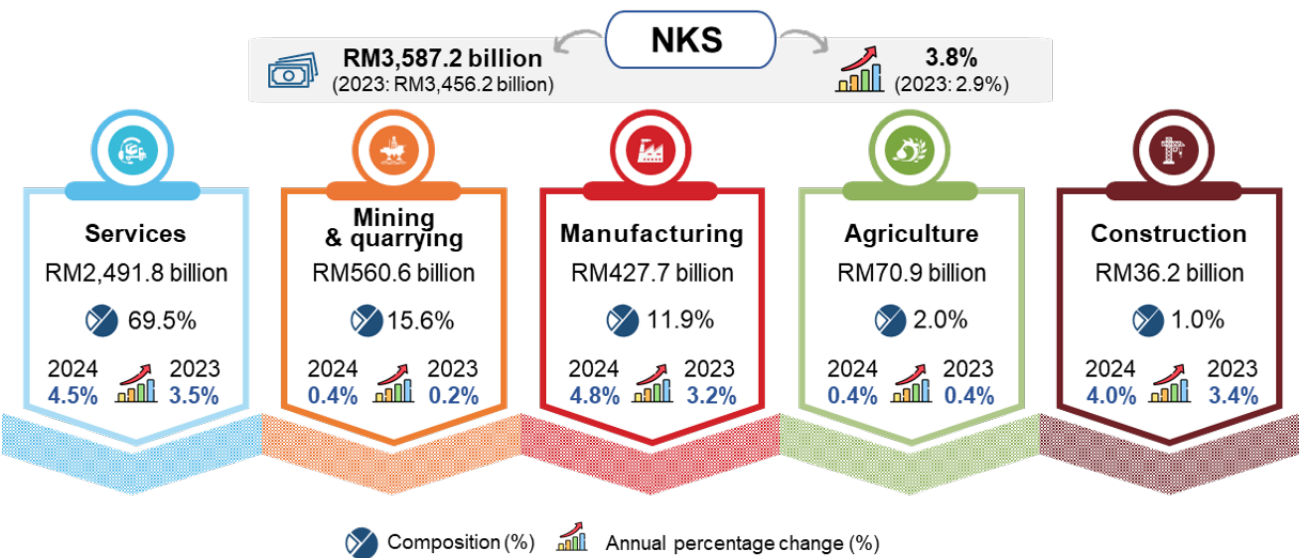 NKS
RM3,587.2 billion
(2023: RM3,456.2 billion)
3.8%
(2023: 2.9%)
Services
RM2,491.8 billion
69.5%
2024 2023
4.5% 3.5%
Mining
& quarrying
RM560.6 billion
15.6%
2024 2023
0.4% 0.2%
Manufacturing
RM427.7 billion
11.9%
2024 2023
4.8% 3.2%
Agriculture
RM70.9 billion
2.0%
2024 2023
0.4% 0.4%
Construction
RM36.2 billion
1.0%
2024 2023
4.0% 3.4%
Composition (%) Annual percentage change (%)